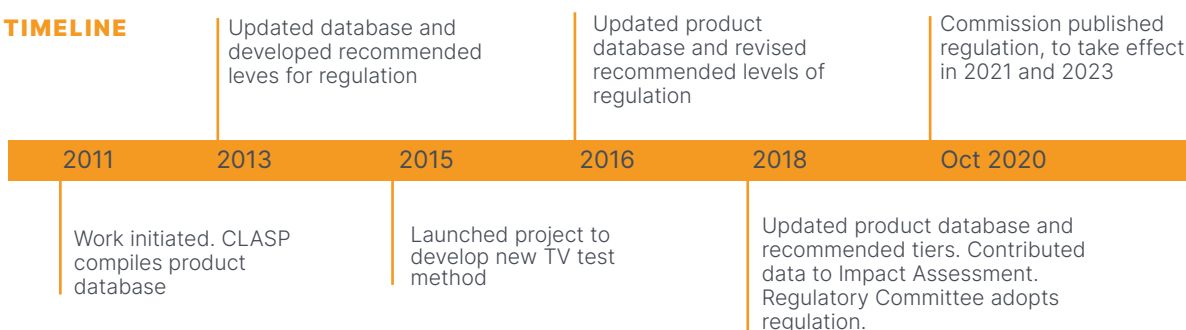 TIMELINE
Updated database and
developed recommended
leves for regulation
Updated product
database and revised
recommended levels of
regulation
Commission published
regulation, to take effect
in 2021 and 2023
2011
2013
2015
2016
2018
Oct 2020
Work initiated. CLASP
compiles product
database
Launched project to
develop new TV test
method
Updated product database and
recommended tiers. Contributed
data to Impact Assessment.
Regulatory Committee adopts
regulation.